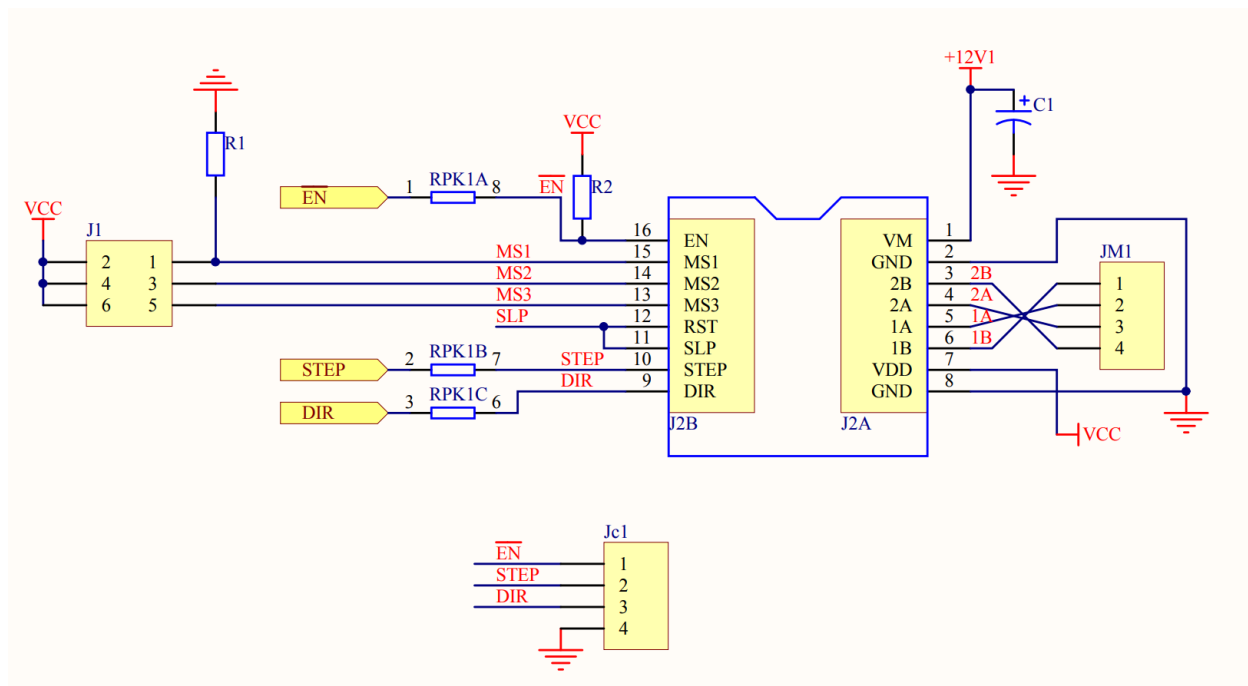 +12V1
C1
R1
VCC
VCC
RPK1A
EN
1
8
EN
R2
J1
2 1
4 3
6 5
MS1
MS2
MS3
SLP
16 EN
15 MS1
14 MS2
13 MS3
12 RST
11 SLP
10 STEP
9 DIR
J2B
VM 1
GND 2
2B 3 2B
2A 4 2A
1A 5 1A
1B 6 1B
VDD 7
GND 8
J2A
JM1
1
2
3
4
VCC
STEP 2 RPK1B 7 STEP
DIR 3 RPK1C 6 DIR
Jc1
EN 1
STEP 2
DIR 3
4